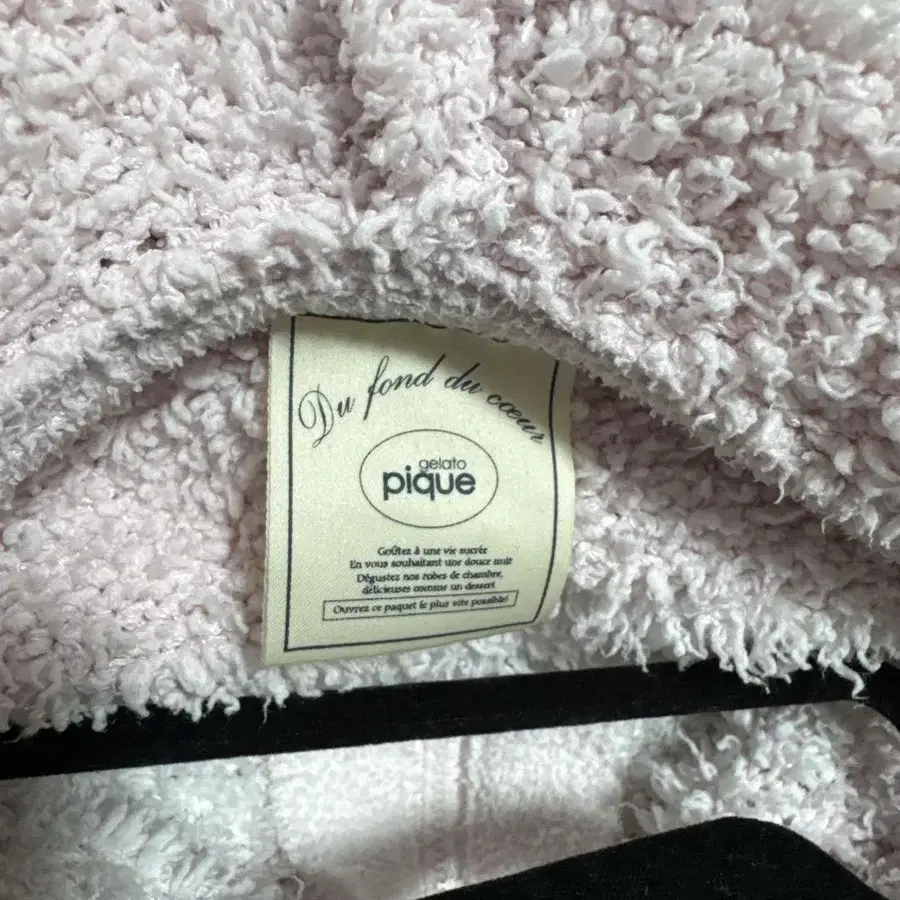 Du fond du cœur
gelato
pique
Goûtez à une vie sucrée
En vous souhaitant une douce nuit
Dégustez nos robes de chambre,
délicieuses comme un dessert
Ouvrez ce paquet le plus vite possible!